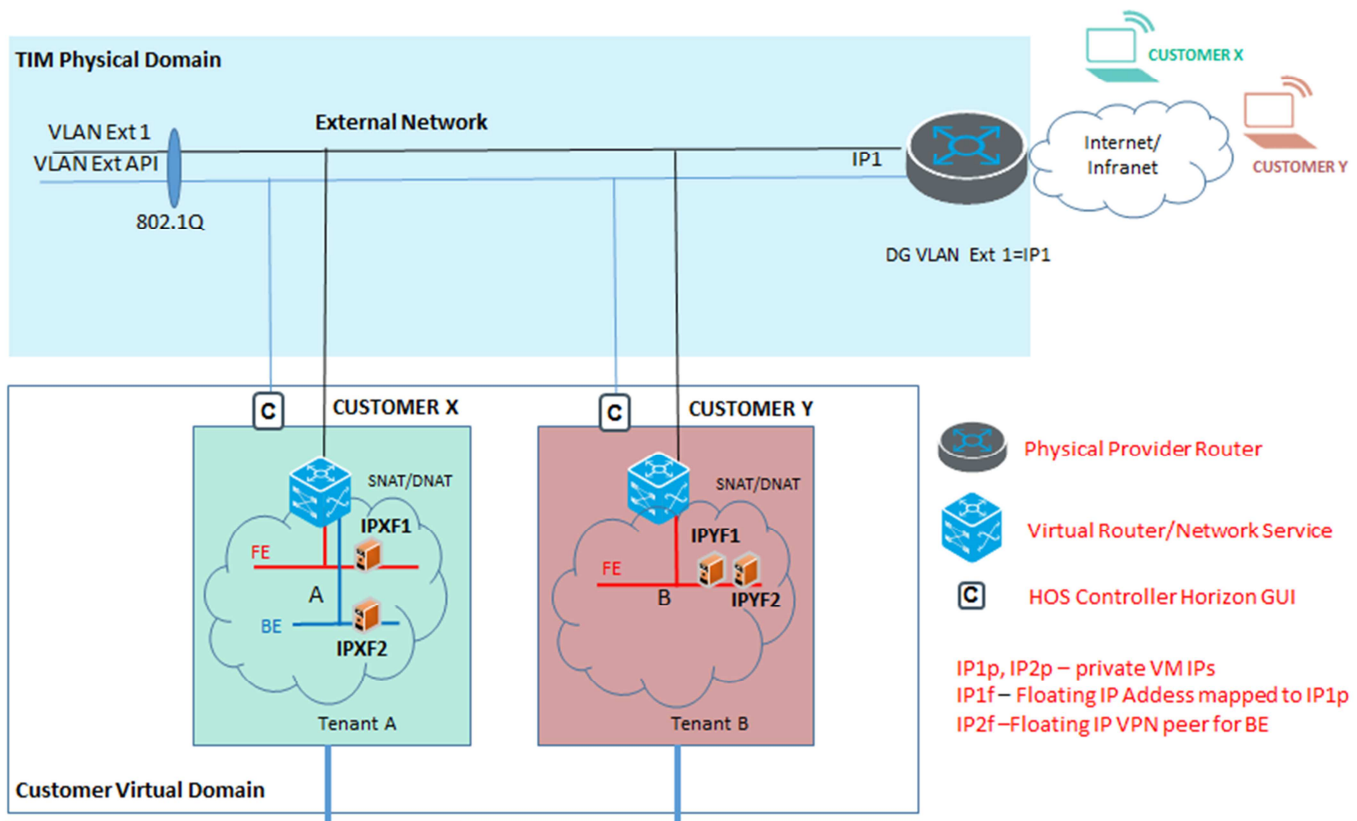 TIM Physical Domain
CUSTOMER X
CUSTOMER Y
VLAN Ext 1
External Network
VLAN Ext API
IP1
Internet/
Infranet
802.1Q
DG VLAN Ext 1=IP1
C
CUSTOMER X
C
CUSTOMER Y
SNAT/DNAT
IPXF1
FE
A
BE
IPXF2
Tenant A
SNAT/DNAT
IPYF1
FE
B
IPYF2
Tenant B
Customer Virtual Domain
Physical Provider Router
Virtual Router/Network Service
C
HOS Controller Horizon GUI
IP1p, IP2p – private VM IPs
IP1f – Floating IP Addess mapped to IP1p
IP2f –Floating IP VPN peer for BE